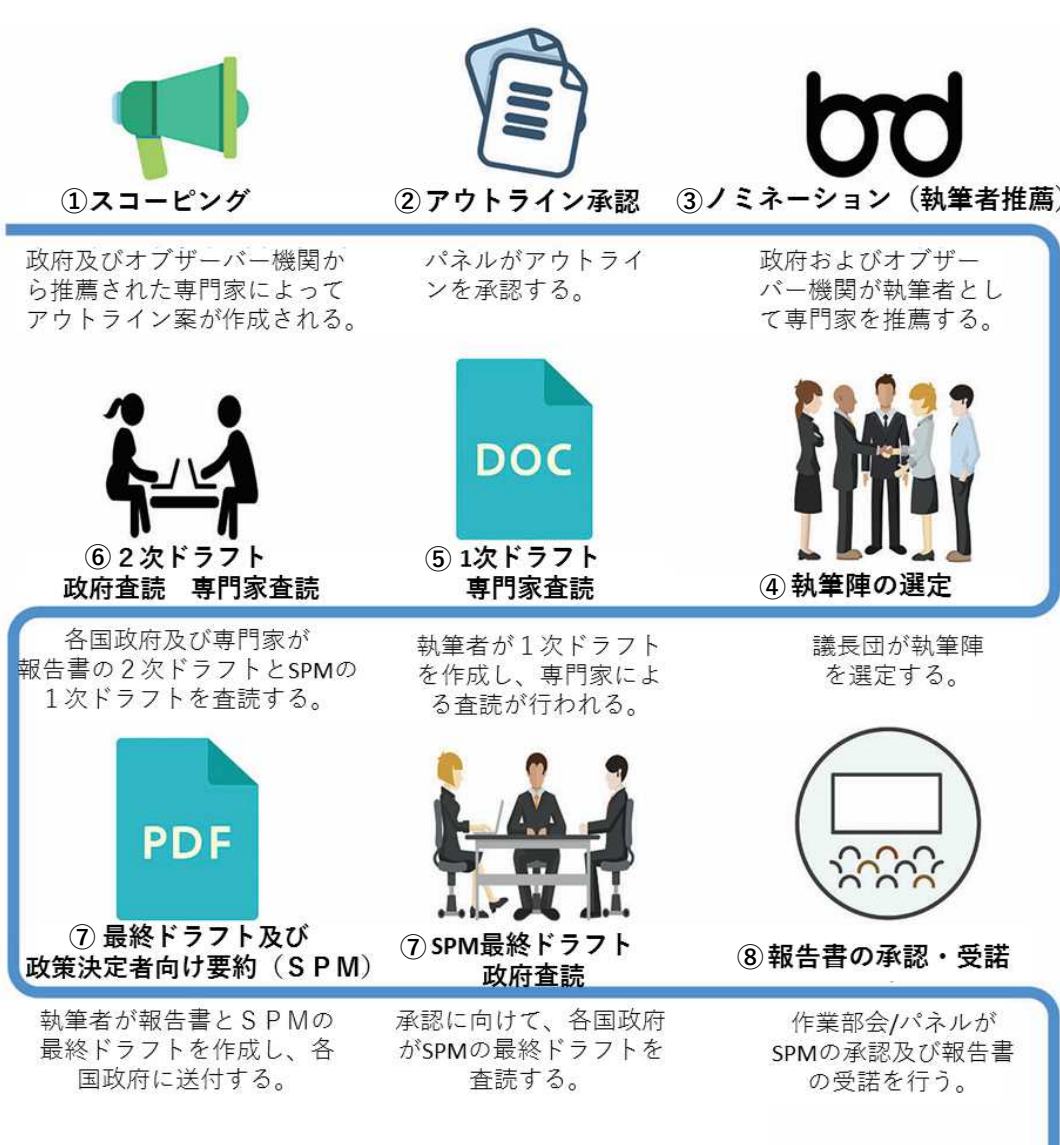 ①スコーピング
政府及びオブザーバー機関か
ら推薦された専門家によって
アウトライン案が作成される。
②アウトライン承認
パネルがアウトライ
ンを承認する。
③ノミネーション（執筆者推薦）
政府およびオブザー
バー機関が執筆者とし
て専門家を推薦する。
④執筆陣の選定
議長団が執筆陣
を選定する。
DOC
⑤1次ドラフト
専門家査読
執筆者が１次ドラフト
を作成し、専門家によ
る査読が行われる。
⑥２次ドラフト
政府査読　専門家査読
各国政府及び専門家が
報告書の２次ドラフトとSPMの
１次ドラフトを査読する。
PDF
⑦最終ドラフト及び
政策決定者向け要約（ＳＰＭ）
執筆者が報告書とＳＰＭの
最終ドラフトを作成し、各
国政府に送付する。
⑦SPM最終ドラフト
政府査読
承認に向けて、各国政府
がSPMの最終ドラフトを
査読する。
⑧報告書の承認・受諾
作業部会/パネルが
SPMの承認及び報告書
の受諾を行う。